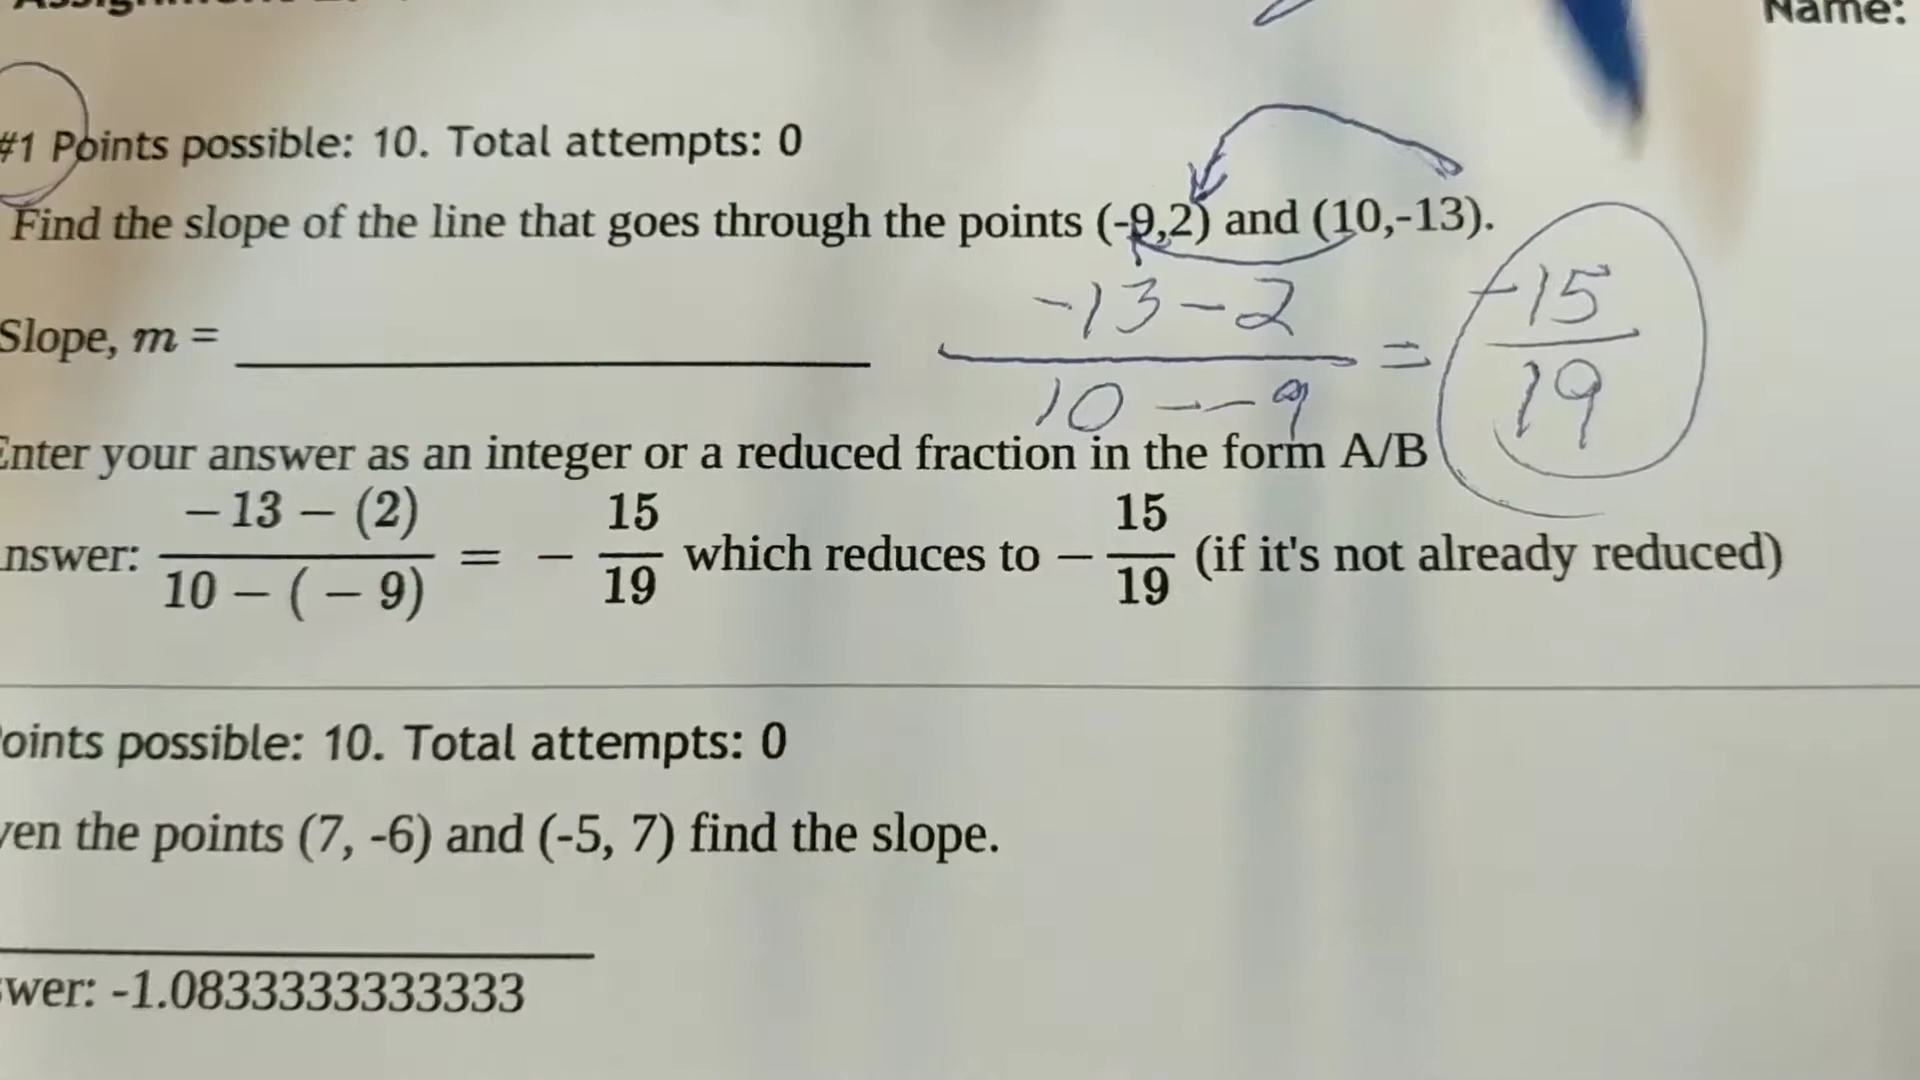 Name:
#1 Points possible: 10. Total attempts: 0
Find the slope of the line that goes through the points (-9,2) and (10,-13).
-13-2
Slope, m = ___ = -15/19
10--9
Enter your answer as an integer or a reduced fraction in the form A/B
nswer: −13 − (2) / 10 − ( − 9) = − 15/19 which reduces to − 15/19 (if it's not already reduced)
oints possible: 10. Total attempts: 0
ven the points (7, -6) and (-5, 7) find the slope.
swer: -1.0833333333333